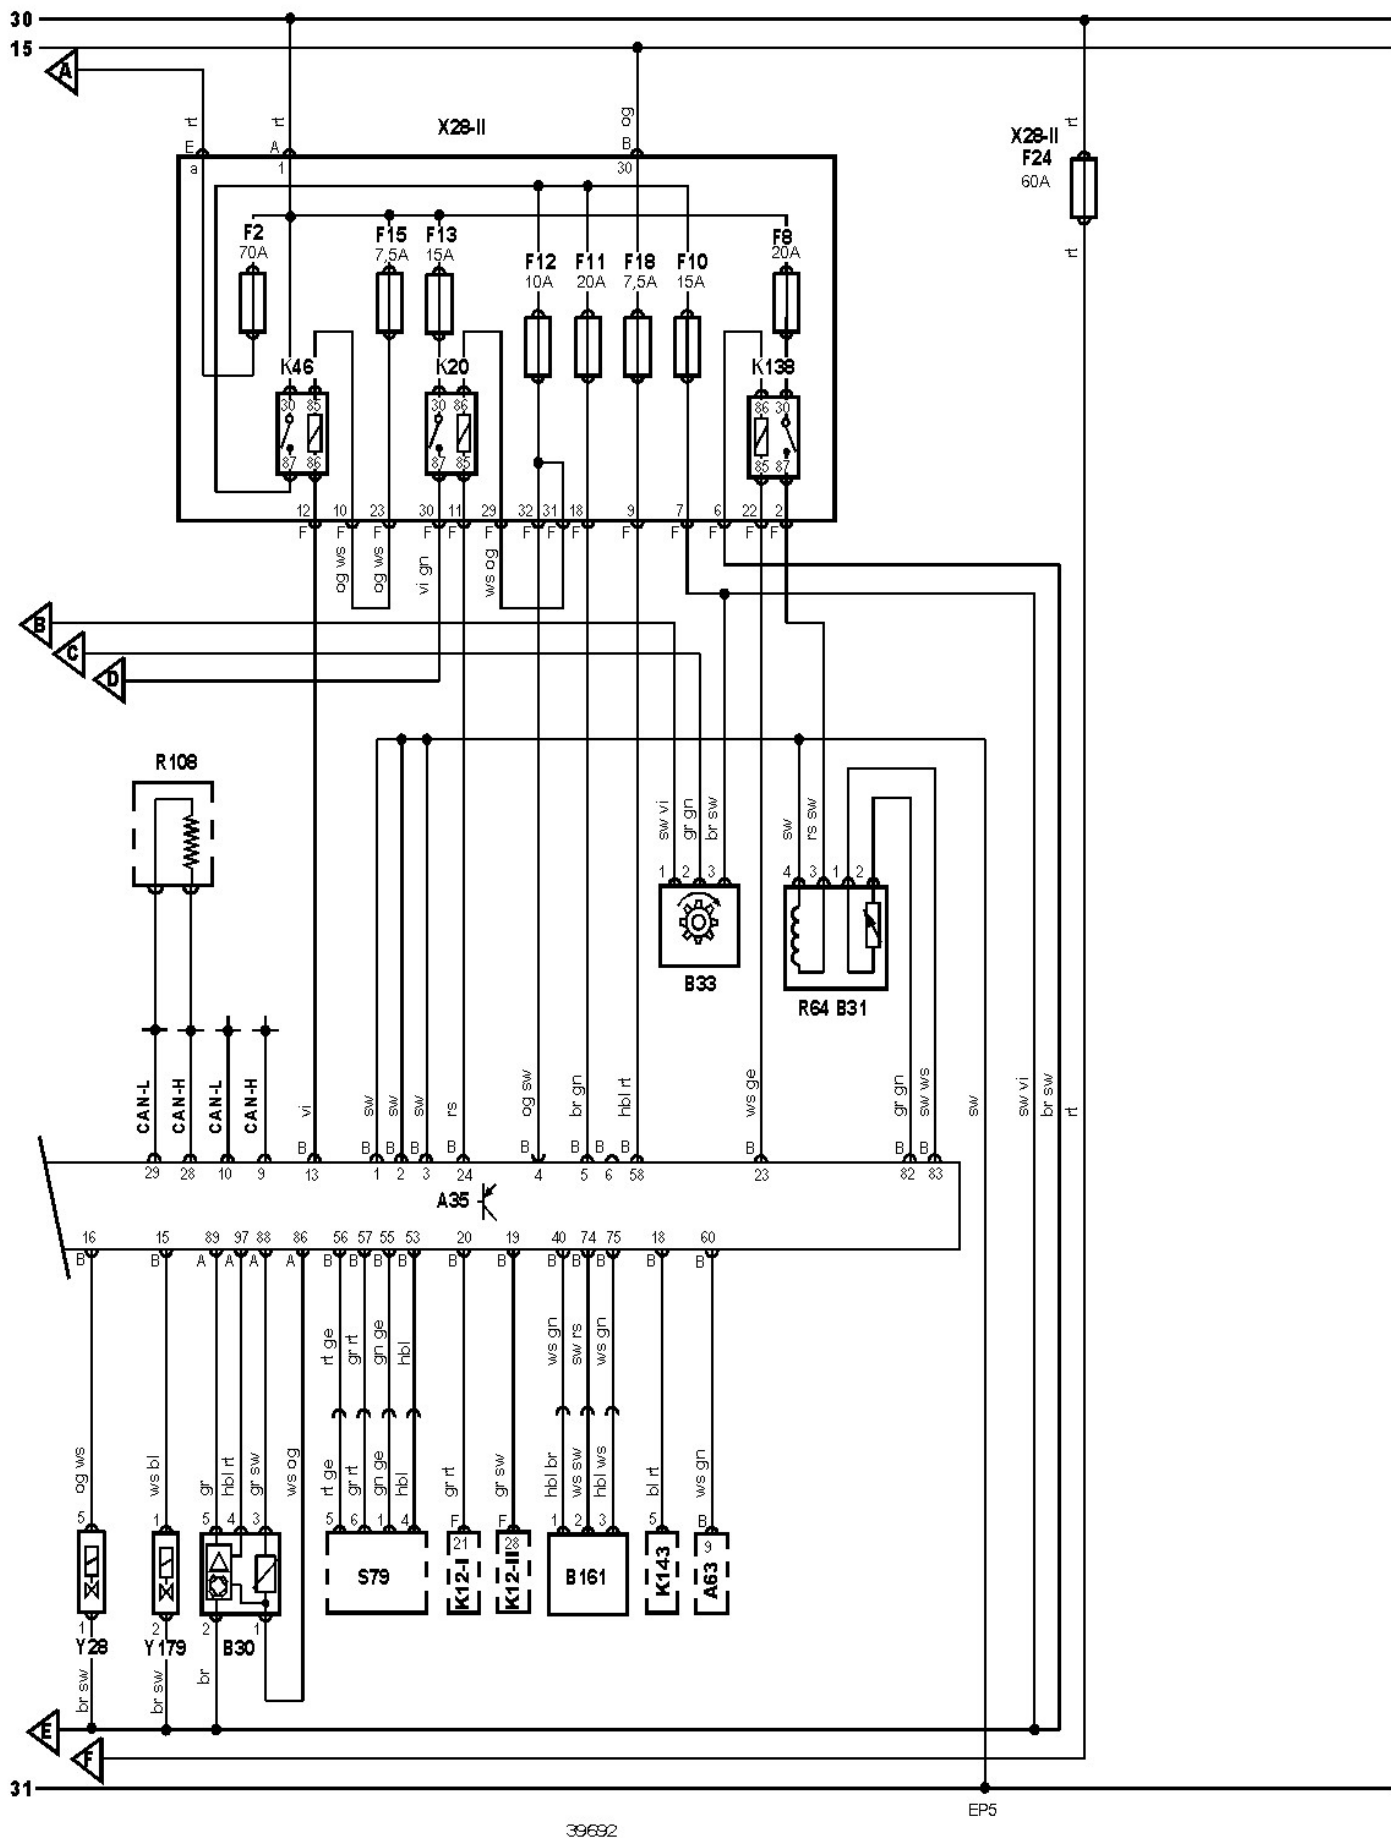 30
15
A
rt
rt
X28-II
og
X28-II
F24
60A
rt
rt
E
A
B
a
1
30
F2
70A
F15
7,5A
F13
15A
F12
10A
F11
20A
F18
7,5A
F10
15A
F8
20A
K46
K20
K138
30 85
30 86
86 30
87 86
87 85
85 87
12 10 23 30 11 29 32 31 18 9 7 6 22 2
F F F F F F F F F F F F F F
og ws
og ws
vi gn
ws og
B
C
D
R108
sw vi
gr gn
br sw
sw
rs sw
1 2 3
4 3 1 2
B33
R64 B31
CAN-L
CAN-H
CAN-L
CAN-H
vi
sw
sw
sw
rs
og sw
br gn
hbl rt
ws ge
gr gn
sw ws
sw
sw vi
br sw
rt
B B B B B B B B B B B B
29 28 10 9 13 1 2 3 24 4 5 6 58 23 82 83
A35
16 15 89 97 88 86 56 57 55 53 20 19 40 74 75 18 60
B B A A A A B B B B B B B B B B B
rt ge
gr rt
gn ge
hbl
ws gn
sw rs
ws gn
og ws
ws bl
gr
hbl rt
gr sw
ws og
rt ge
gr rt
gn ge
hbl
gr rt
gr sw
hbl br
ws sw
hbl ws
bl rt
ws gn
5 1 5 4 3 5 6 1 4 F F 1 2 3 5 B
21 28 9
S79
K12-I
K12-II
B161
K143
A63
1 2 2 1
Y28
Y179
B30
br sw
br sw
br
E
F
31
EP5
39692